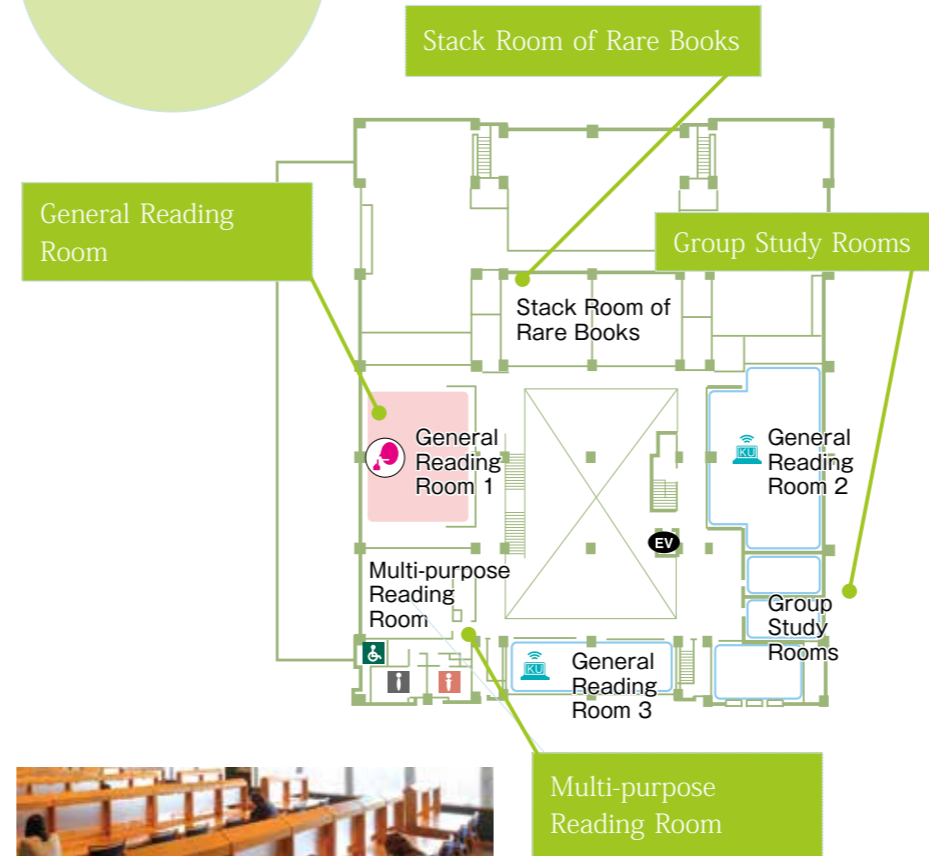 Stack Room of Rare Books
General Reading
Room
Group Study Rooms
Stack Room of
Rare Books
General
Reading
Room 1
KU
General
Reading
Room 2
EV
Multi-purpose
Reading
Room
Group
Study
Rooms
KU
General
Reading
Room 3
Multi-purpose
Reading Room